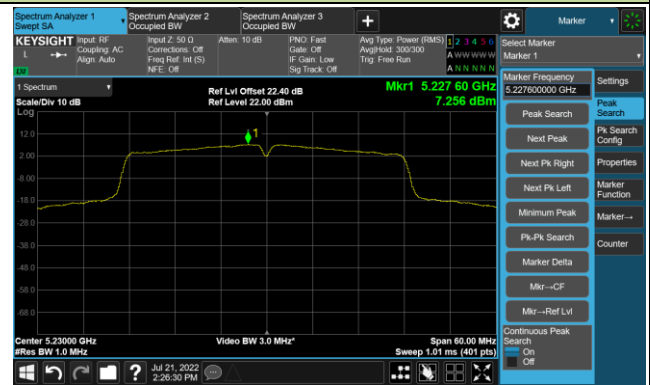 Spectrum Analyzer 1
Swept SA
Spectrum Analyzer 2
Occupied BW
Spectrum Analyzer 3
Occupied BW
Marker
KEYSIGHT
L
Input: RF
Coupling: AC
Align: Auto
Input Z: 50 Ω
Corrections: Off
Freq Ref: Int (S)
NFE: Off
Atten: 10 dB
PNO: Fast
Gate: Off
IF Gain: Low
Sig Track: Off
Avg Type: Power (RMS)
Avg|Hold: 300/300
Trig: Free Run
1 2 3 4 5 6
A W W W W W
A N N N N N
Select Marker
Marker 1
1 Spectrum
Scale/Div 10 dB
Log
Ref Lvl Offset 22.40 dB
Ref Level 22.00 dBm
Mkr1 5.227 60 GHz
7.256 dBm
1
12.0
2.00
-8.00
-18.0
-28.0
-38.0
-48.0
-58.0
-68.0
Center 5.23000 GHz
#Res BW 1.0 MHz
Video BW 3.0 MHz*
Span 60.00 MHz
Sweep 1.01 ms (401 pts)
Marker Frequency
5.227600000 GHz
Peak Search
Next Peak
Next Pk Right
Next Pk Left
Minimum Peak
Pk-Pk Search
Marker Delta
Mkr→CF
Mkr→Ref Lvl
Continuous Peak
Search
On
Off
Settings
Peak
Search
Pk Search
Config
Properties
Marker
Function
Marker→
Counter
?
Jul 21, 2022
2:26:30 PM